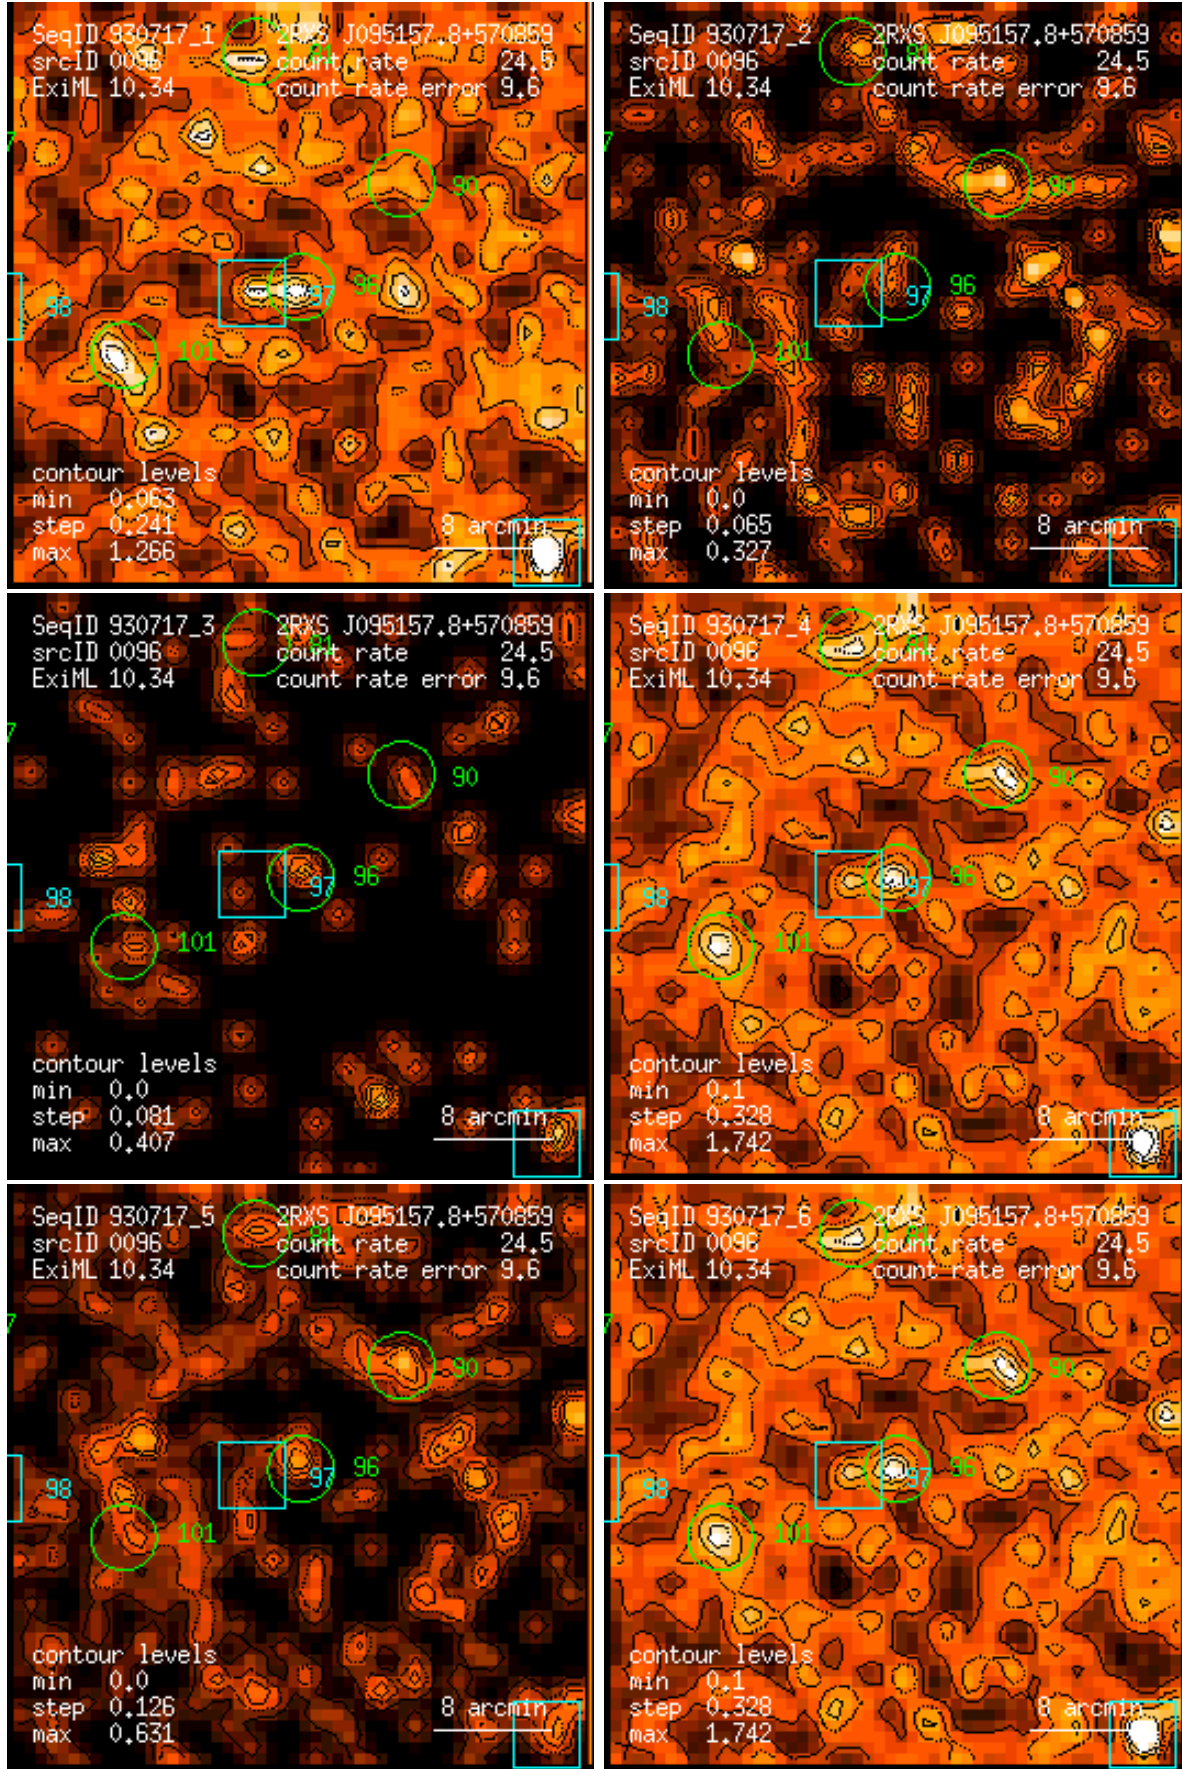 SeqID 930717_1 2RXS J095157.8+570859
srcID 0096 count rate 24.5
ExiML 10.34 count rate error 9.6
81
7
90
96
97
98
101
contour levels
min 0.063
step 0.241
max 1.266
8 arcmin
SeqID 930717_2 2RXS J095157.8+570859
srcID 0096 count rate 24.5
ExiML 10.34 count rate error 9.6
81
7
90
96
97
98
101
contour levels
min 0.0
step 0.065
max 0.327
8 arcmin
SeqID 930717_3 2RXS J095157.8+570859
srcID 0096 count rate 24.5
ExiML 10.34 count rate error 9.6
81
7
90
96
97
98
101
contour levels
min 0.0
step 0.081
max 0.407
8 arcmin
SeqID 930717_4 2RXS J095157.8+570859
srcID 0096 count rate 24.5
ExiML 10.34 count rate error 9.6
81
7
90
96
97
98
101
contour levels
min 0.1
step 0.328
max 1.742
8 arcmin
SeqID 930717_5 2RXS J095157.8+570859
srcID 0096 count rate 24.5
ExiML 10.34 count rate error 9.6
81
7
90
96
97
98
101
contour levels
min 0.0
step 0.126
max 0.631
8 arcmin
SeqID 930717_6 2RXS J095157.8+570859
srcID 0096 count rate 24.5
ExiML 10.34 count rate error 9.6
81
7
90
96
97
98
101
contour levels
min 0.1
step 0.328
max 1.742
8 arcmin